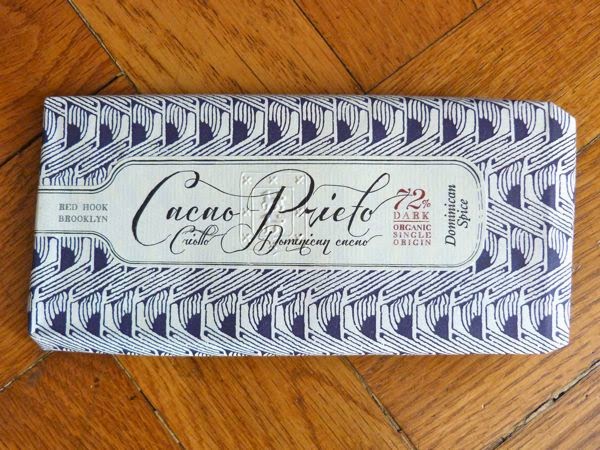 RED HOOK
BROOKLYN
Cacao Prieto
Criollo Dominican cacao
72%
DARK
ORGANIC
SINGLE
ORIGIN
Dominican
Spice